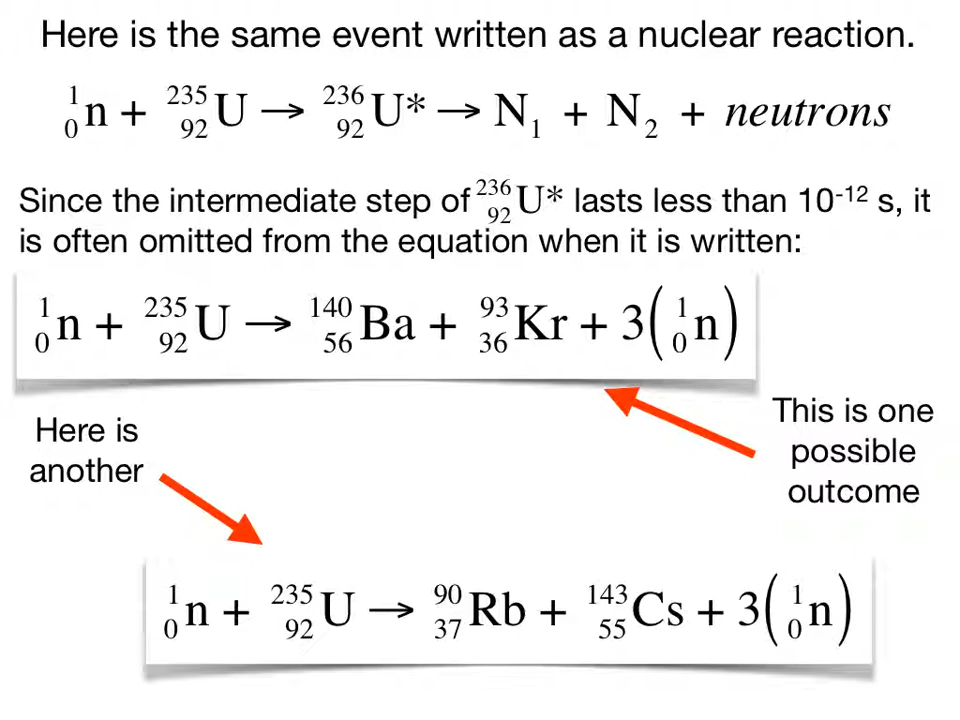 Here is the same event written as a nuclear reaction.
¹₀n + ²³⁵₉₂U → ²³⁶₉₂U* → N₁ + N₂ + neutrons
Since the intermediate step of ²³⁶₉₂U* lasts less than 10⁻¹² s, it
is often omitted from the equation when it is written:
¹₀n + ²³⁵₉₂U → ¹⁴⁰₅₆Ba + ⁹³₃₆Kr + 3(¹₀n)
This is one
possible
outcome
Here is
another
¹₀n + ²³⁵₉₂U → ⁹⁰₃₇Rb + ¹⁴³₅₅Cs + 3(¹₀n)